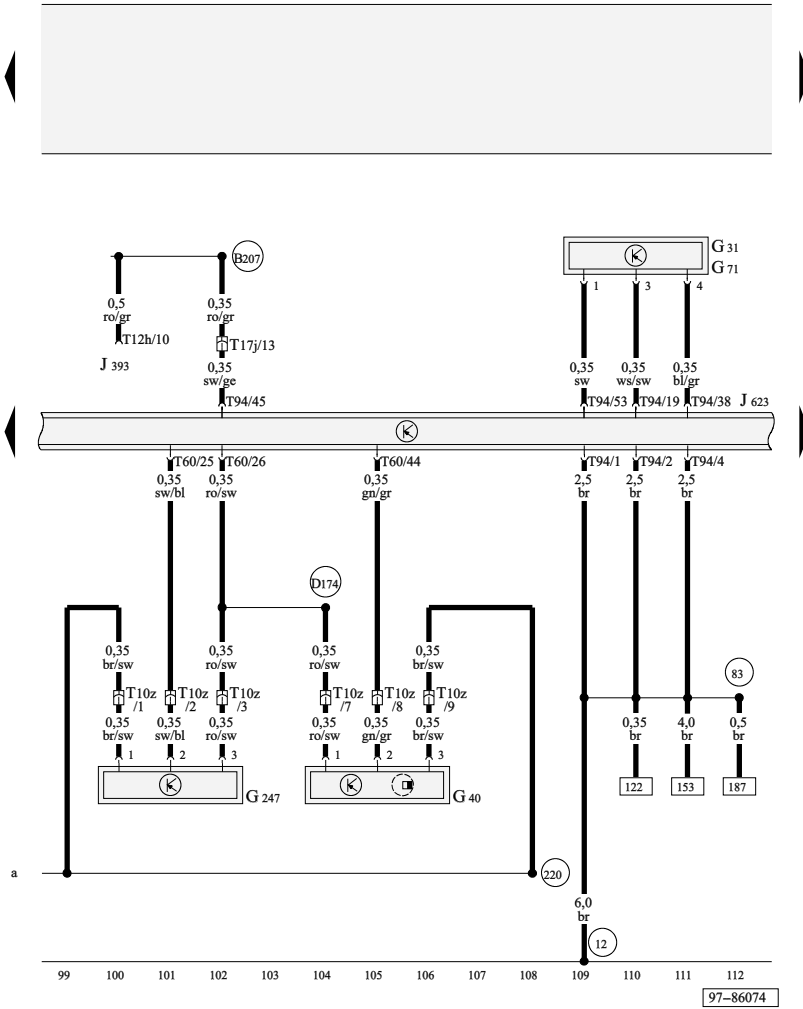 B207
G 31
G 71
1 3 4
0,5
ro/gr
0,35
ro/gr
T12h/10
T17j/13
J 393
0,35
sw/ge
0,35
sw
0,35
ws/sw
0,35
bl/gr
T94/45
T94/53
T94/19
T94/38
J 623
T60/25
T60/26
T60/44
T94/1
T94/2
T94/4
0,35
sw/bl
0,35
ro/sw
0,35
gn/gr
2,5
br
2,5
br
2,5
br
D174
0,35
br/sw
0,35
ro/sw
0,35
ro/sw
0,35
br/sw
83
T10z
/1
T10z
/2
T10z
/3
T10z
/7
T10z
/8
T10z
/9
0,35
br/sw
0,35
sw/bl
0,35
ro/sw
0,35
ro/sw
0,35
gn/gr
0,35
br/sw
0,35
br
4,0
br
0,5
br
1 2 3
1 2 3
122 153 187
G 247
G 40
a
220
6,0
br
12
99 100 101 102 103 104 105 106 107 108 109 110 111 112
97–86074